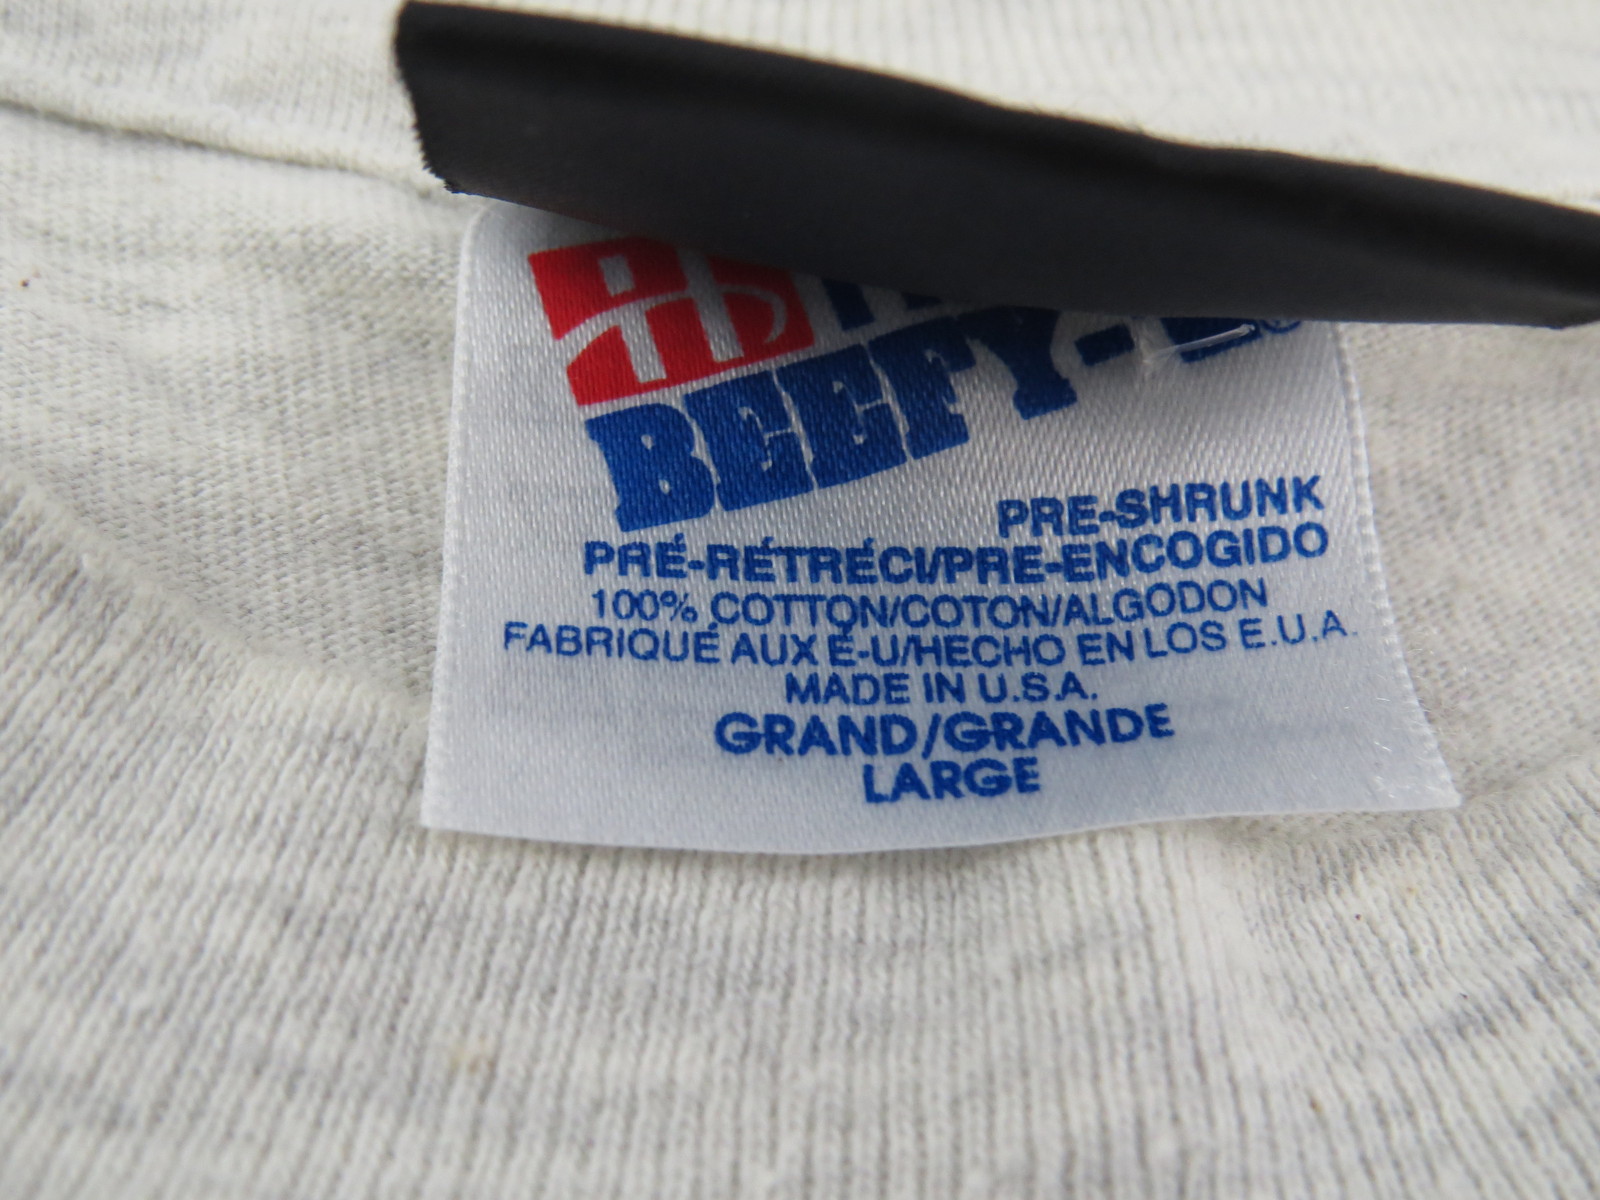 BEEFY-
PRE-SHRUNK
PRÉ-RÉTRÉCI/PRE-ENCOGIDO
100% COTTON/COTON/ALGODON
FABRIQUÉ AUX É-U/HECHO EN LOS E.U.A.
MADE IN U.S.A.
GRAND/GRANDE
LARGE